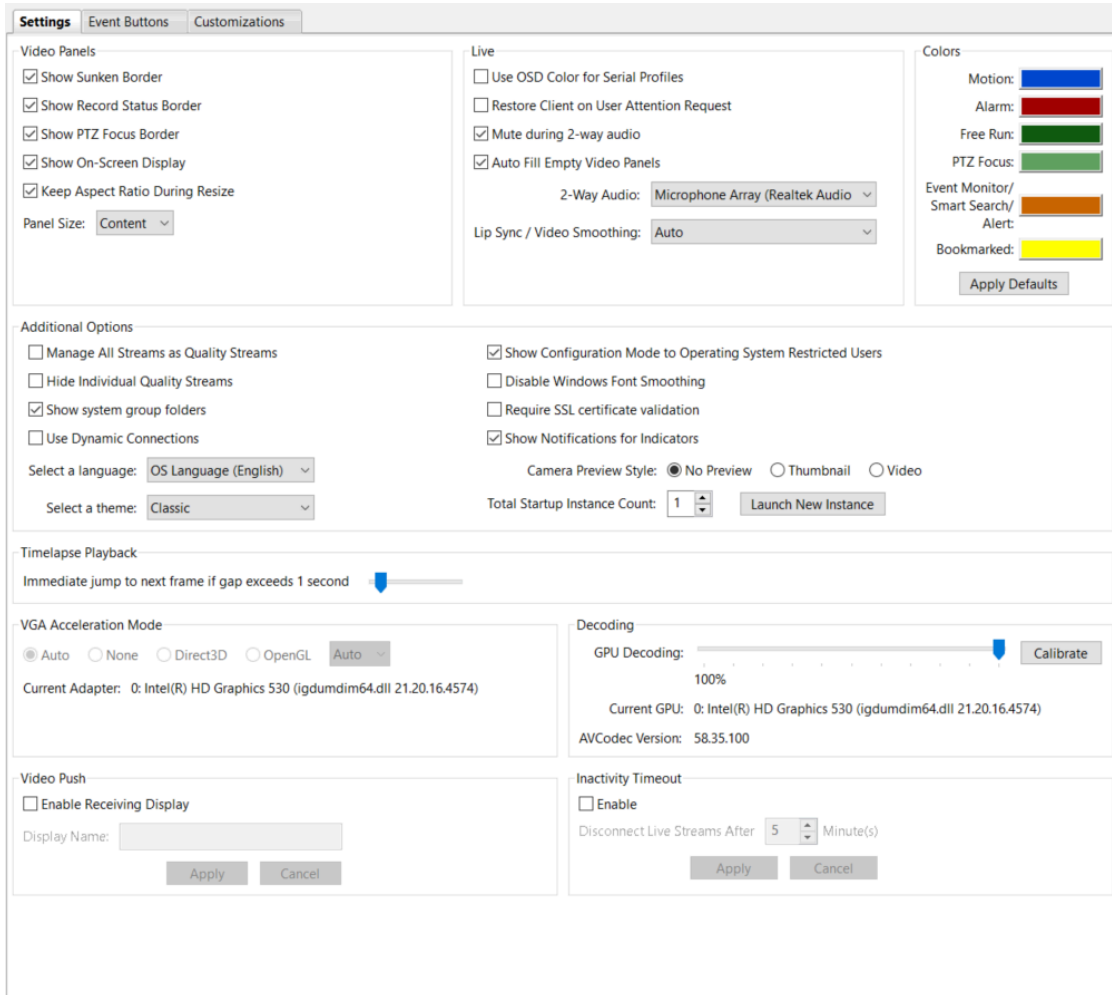 Settings
Event Buttons
Customizations
Video Panels
Show Sunken Border
Show Record Status Border
Show PTZ Focus Border
Show On-Screen Display
Keep Aspect Ratio During Resize
Panel Size: Content
Live
Use OSD Color for Serial Profiles
Restore Client on User Attention Request
Mute during 2-way audio
Auto Fill Empty Video Panels
2-Way Audio: Microphone Array (Realtek Audio
Lip Sync / Video Smoothing: Auto
Colors
Motion:
Alarm:
Free Run:
PTZ Focus:
Event Monitor/
Smart Search/
Alert:
Bookmarked:
Apply Defaults
Additional Options
Manage All Streams as Quality Streams
Hide Individual Quality Streams
Show system group folders
Use Dynamic Connections
Select a language: OS Language (English)
Select a theme: Classic
Show Configuration Mode to Operating System Restricted Users
Disable Windows Font Smoothing
Require SSL certificate validation
Show Notifications for Indicators
Camera Preview Style: No Preview Thumbnail Video
Total Startup Instance Count: 1 Launch New Instance
Timelapse Playback
Immediate jump to next frame if gap exceeds 1 second
VGA Acceleration Mode
Auto None Direct3D OpenGL Auto
Current Adapter: 0: Intel(R) HD Graphics 530 (igdumdim64.dll 21.20.16.4574)
Decoding
GPU Decoding: Calibrate
100%
Current GPU: 0: Intel(R) HD Graphics 530 (igdumdim64.dll 21.20.16.4574)
AVCodec Version: 58.35.100
Video Push
Enable Receiving Display
Display Name:
Apply Cancel
Inactivity Timeout
Enable
Disconnect Live Streams After 5 Minute(s)
Apply Cancel